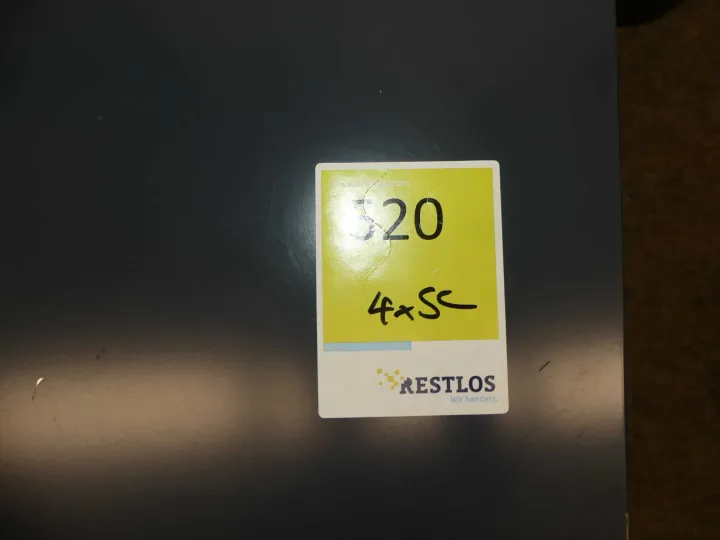 520
4xSC
RESTLOS
Wir handeln.